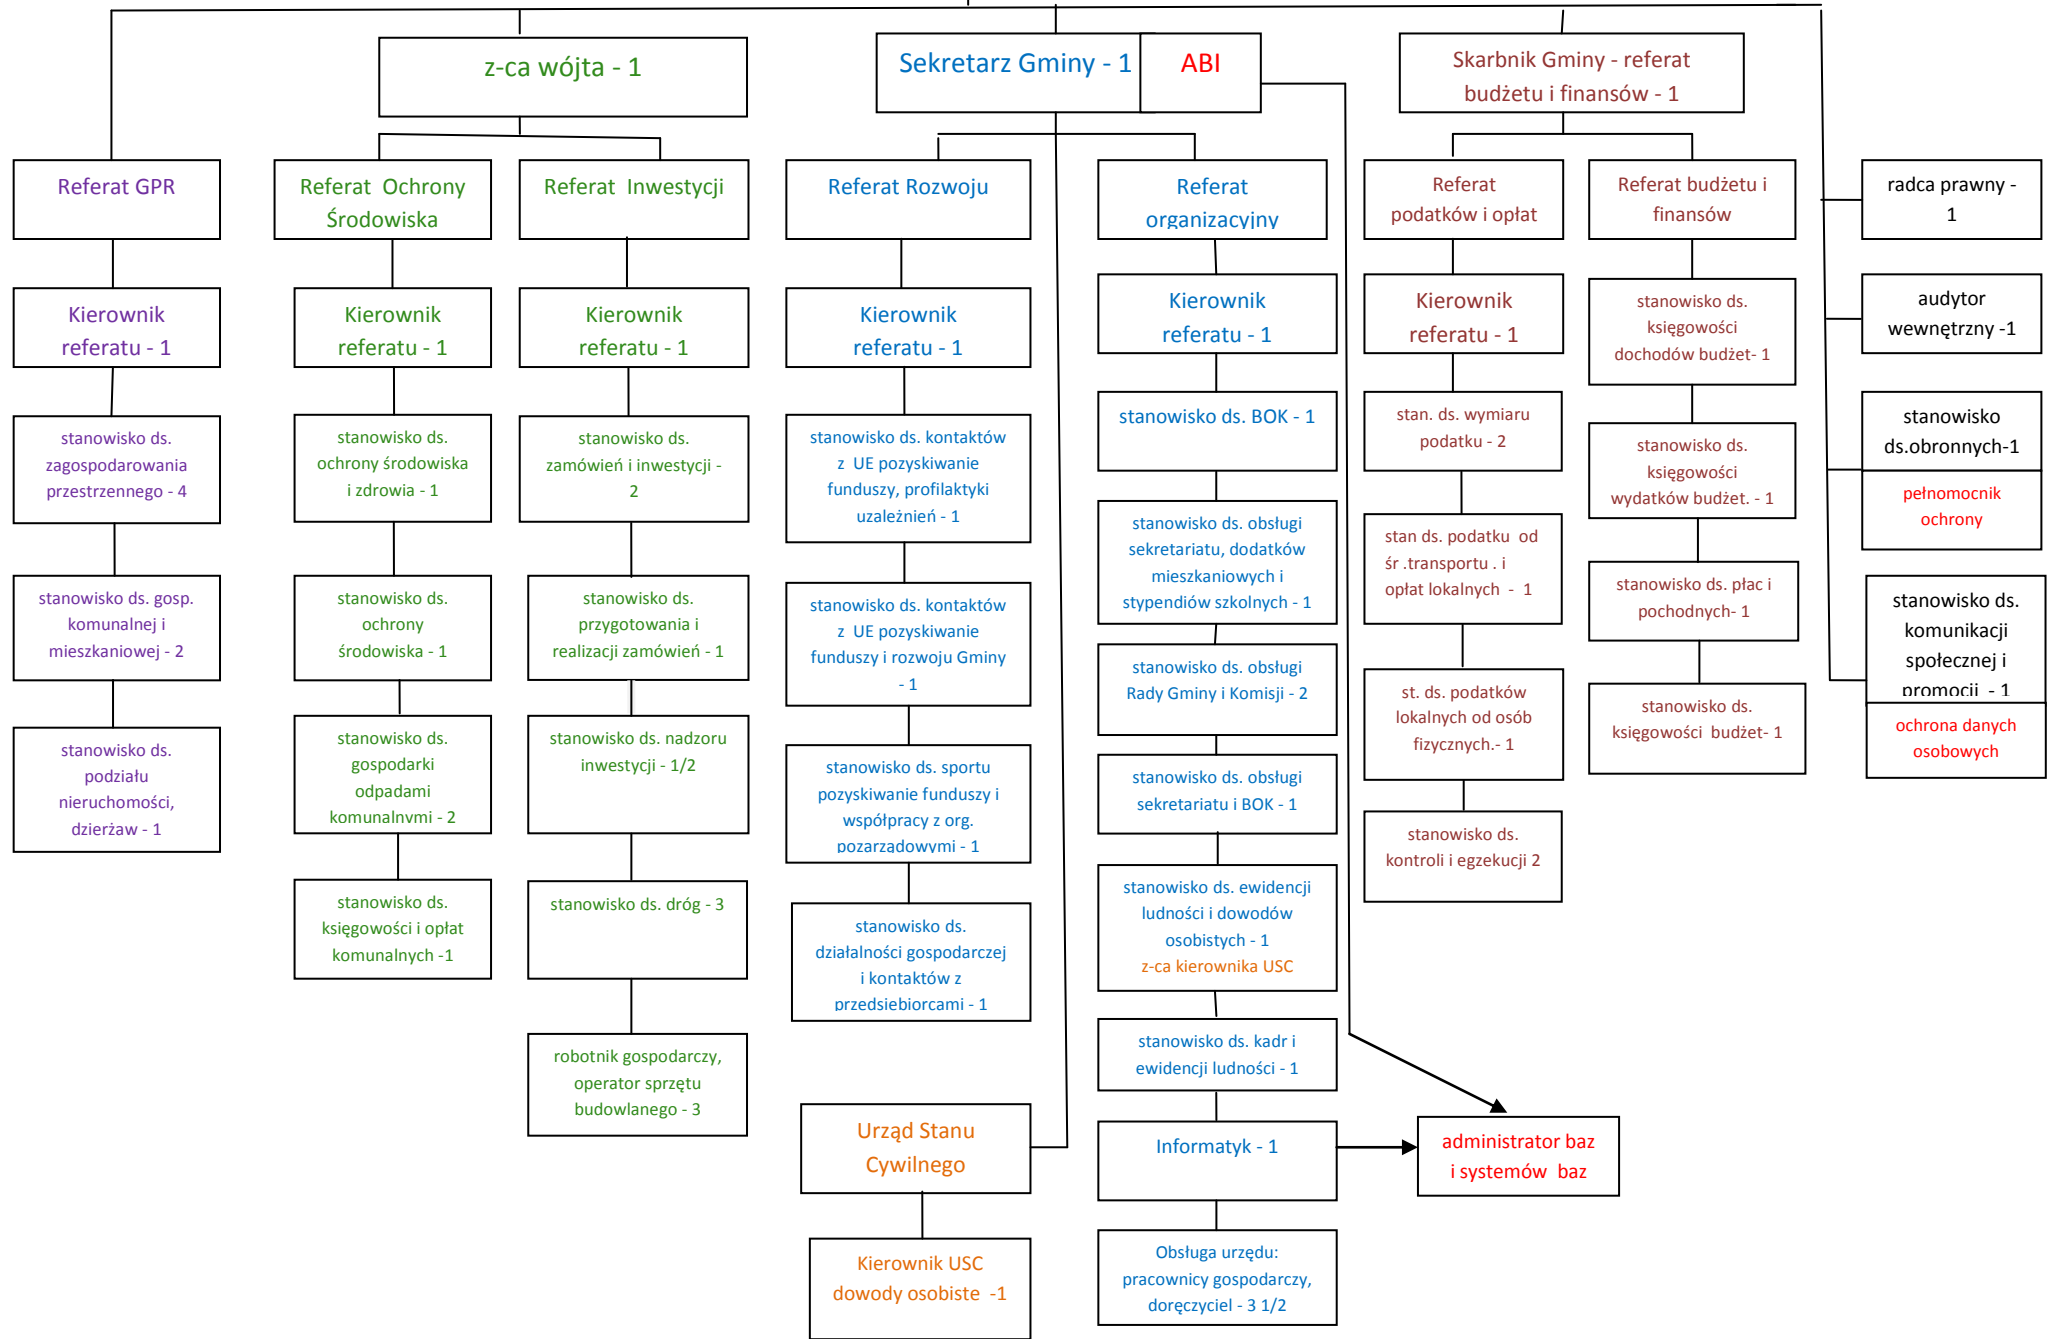 z-ca wójta - 1
Sekretarz Gminy - 1
ABI
Skarbnik Gminy - referat
budżetu i finansów - 1
Referat GPR
Referat Ochrony
Środowiska
Referat Inwestycji
Referat Rozwoju
Referat
organizacyjny
Referat
podatków i opłat
Referat budżetu i
finansów
radca prawny -
1
Kierownik
referatu - 1
Kierownik
referatu - 1
Kierownik
referatu - 1
Kierownik
referatu - 1
Kierownik
referatu - 1
Kierownik
referatu - 1
stanowisko ds.
księgowości
dochodów budżet- 1
audytor
wewnętrzny -1
stanowisko ds.
zagospodarowania
przestrzennego - 4
stanowisko ds.
ochrony środowiska
i zdrowia - 1
stanowisko ds.
zamówień i inwestycji -
2
stanowisko ds. kontaktów
z UE pozyskiwanie
funduszy, profilaktyki
uzależnień - 1
stanowisko ds. BOK - 1
stan. ds. wymiaru
podatku - 2
stanowisko ds.
księgowości
wydatków budżet. - 1
stanowisko
ds.obronnych-1
pełnomocnik
ochrony
stanowisko ds. obsługi
sekretariatu, dodatków
mieszkaniowych i
stypendiów szkolnych - 1
stan ds. podatku od
śr .transportu . i
opłat lokalnych - 1
stanowisko ds. gosp.
komunalnej i
mieszkaniowej - 2
stanowisko ds.
ochrony
środowiska - 1
stanowisko ds.
przygotowania i
realizacji zamówień - 1
stanowisko ds. kontaktów
z UE pozyskiwanie
funduszy i rozwoju Gminy
- 1
stanowisko ds. płac i
pochodnych- 1
stanowisko ds.
komunikacji
społecznej i
promocji - 1
ochrona danych
osobowych
stanowisko ds. obsługi
Rady Gminy i Komisji - 2
st. ds. podatków
lokalnych od osób
fizycznych.- 1
stanowisko ds.
księgowości budżet- 1
stanowisko ds.
podziału
nieruchomości,
dzierżaw - 1
stanowisko ds.
gospodarki
odpadami
komunalnymi - 2
stanowisko ds. nadzoru
inwestycji - 1/2
stanowisko ds. sportu
pozyskiwanie funduszy i
współpracy z org.
pozarządowymi - 1
stanowisko ds. obsługi
sekretariatu i BOK - 1
stanowisko ds.
kontroli i egzekucji 2
stanowisko ds.
księgowości i opłat
komunalnych -1
stanowisko ds. dróg - 3
stanowisko ds.
działalności gospodarczej
i kontaktów z
przedsiebiorcami - 1
stanowisko ds. ewidencji
ludności i dowodów
osobistych - 1
z-ca kierownika USC
stanowisko ds. kadr i
ewidencji ludności - 1
robotnik gospodarczy,
operator sprzętu
budowlanego - 3
Urząd Stanu
Cywilnego
Informatyk - 1
administrator baz
i systemów baz
Kierownik USC
dowody osobiste -1
Obsługa urzędu:
pracownicy gospodarczy,
doręczyciel - 3 1/2